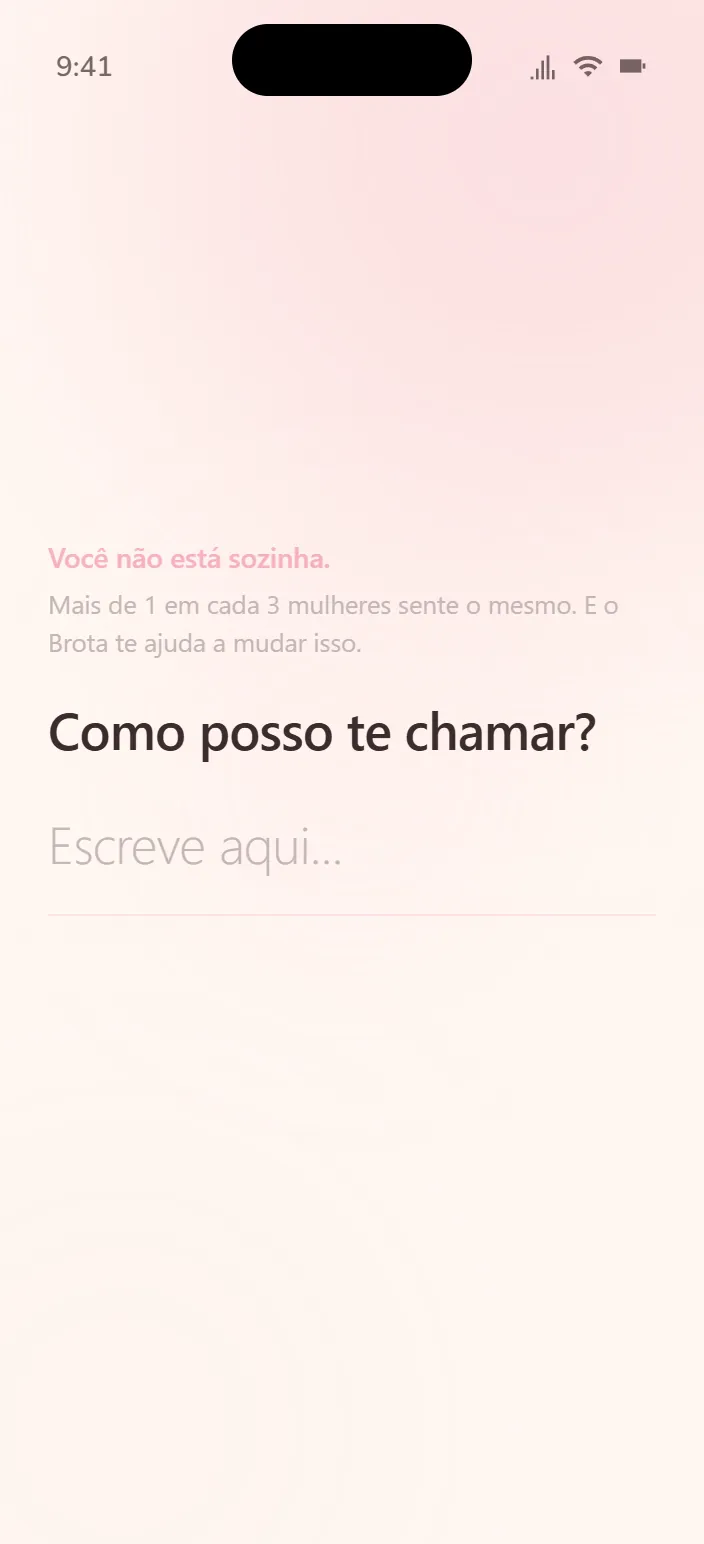 9:41
Você não está sozinha.
Mais de 1 em cada 3 mulheres sente o mesmo. E o
Brota te ajuda a mudar isso.
Como posso te chamar?
Escreve aqui...